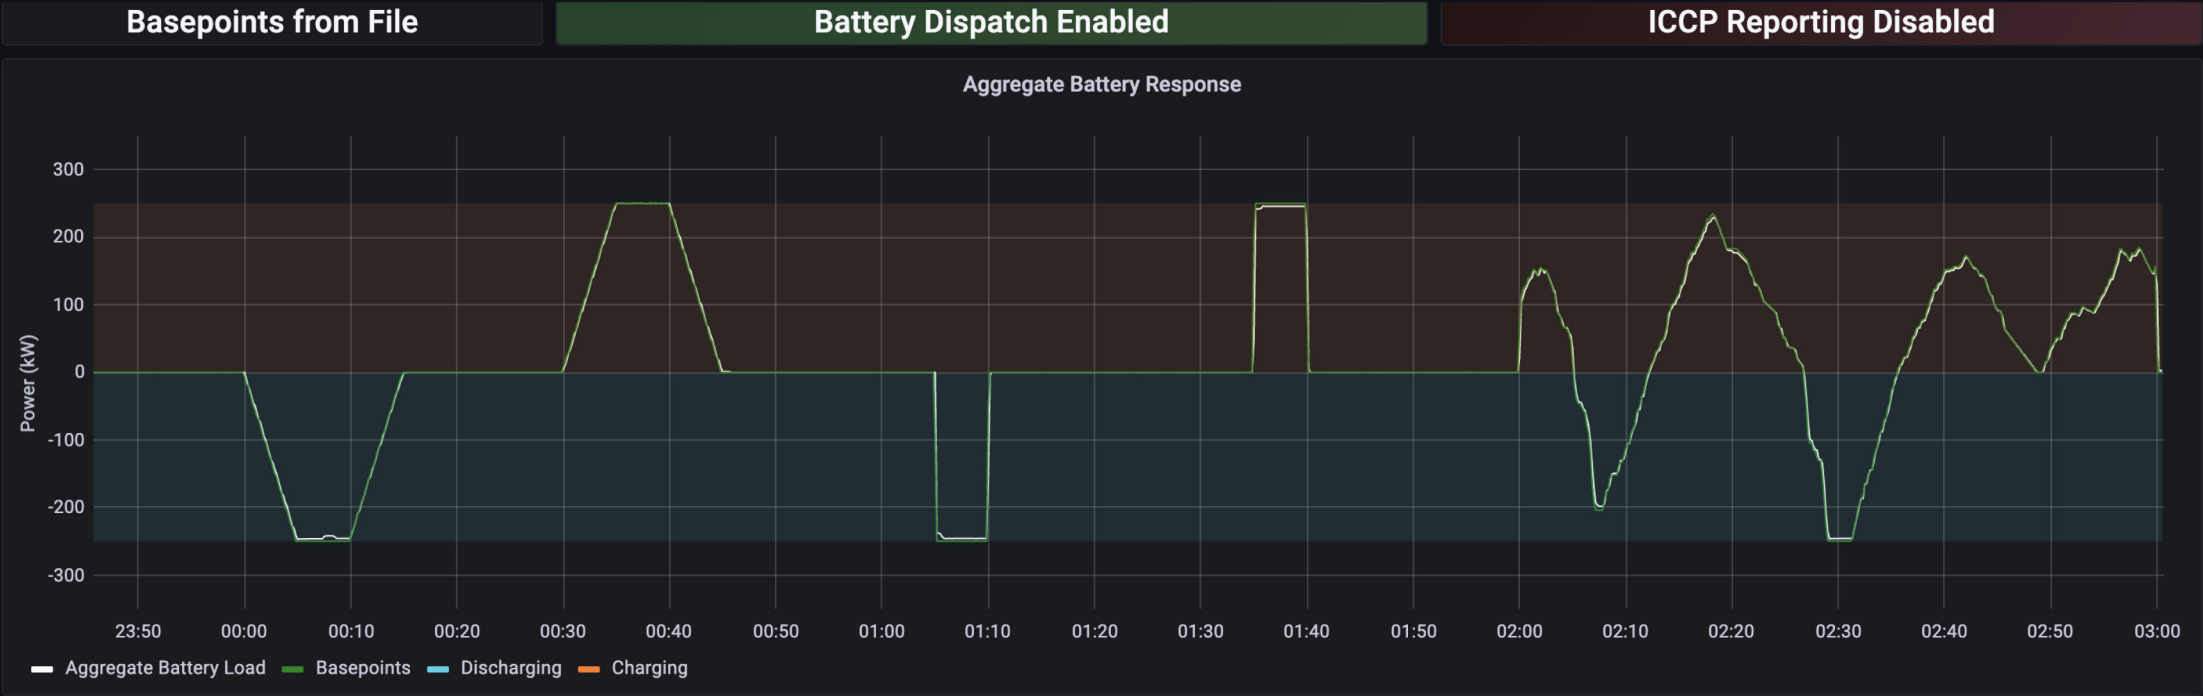 Basepoints from File
Battery Dispatch Enabled
ICCP Reporting Disabled
Aggregate Battery Response
Power (kW)
300
200
100
0
-100
-200
-300
23:50 00:00 00:10 00:20 00:30 00:40 00:50 01:00 01:10 01:20 01:30 01:40 01:50 02:00 02:10 02:20 02:30 02:40 02:50 03:00
Aggregate Battery Load Basepoints Discharging Charging